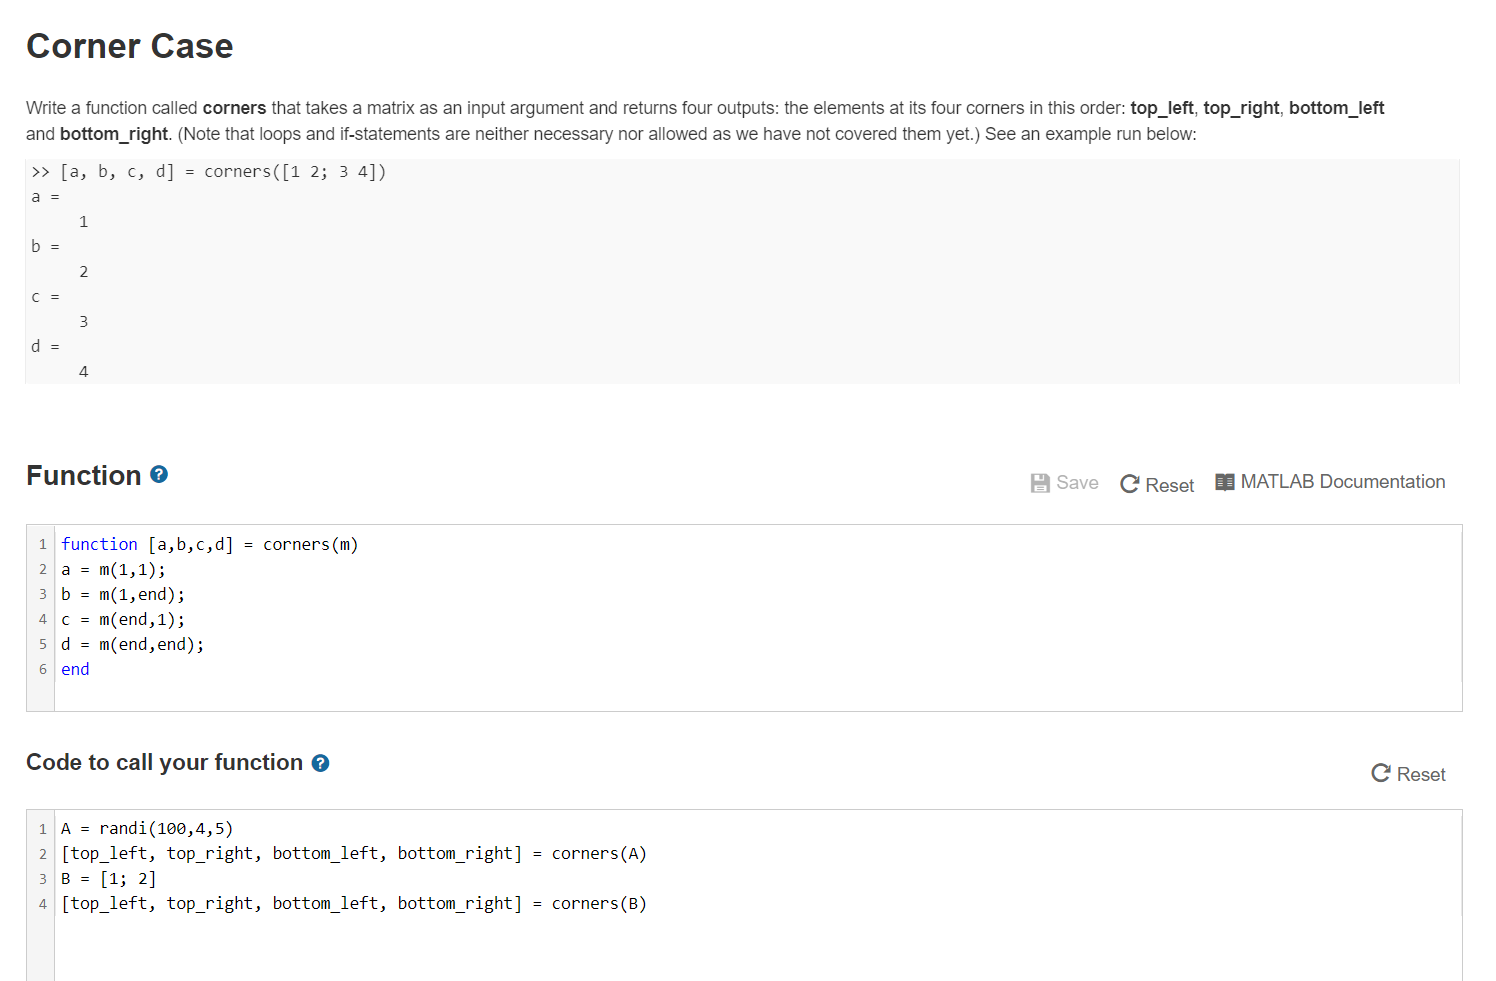 Corner Case
Write a function called corners that takes a matrix as an input argument and returns four outputs: the elements at its four corners in this order: top_left, top_right, bottom_left
and bottom_right. (Note that loops and if-statements are neither necessary nor allowed as we have not covered them yet.) See an example run below:
>> [a, b, c, d] = corners([1 2; 3 4])
a =
1
b =
2
c =
3
d =
4
Function ?
Save Reset MATLAB Documentation
1 function [a,b,c,d] = corners(m)
2 a = m(1,1);
3 b = m(1,end);
4 c = m(end,1);
5 d = m(end,end);
6 end
Code to call your function ?
Reset
1 A = randi(100,4,5)
2 [top_left, top_right, bottom_left, bottom_right] = corners(A)
3 B = [1; 2]
4 [top_left, top_right, bottom_left, bottom_right] = corners(B)